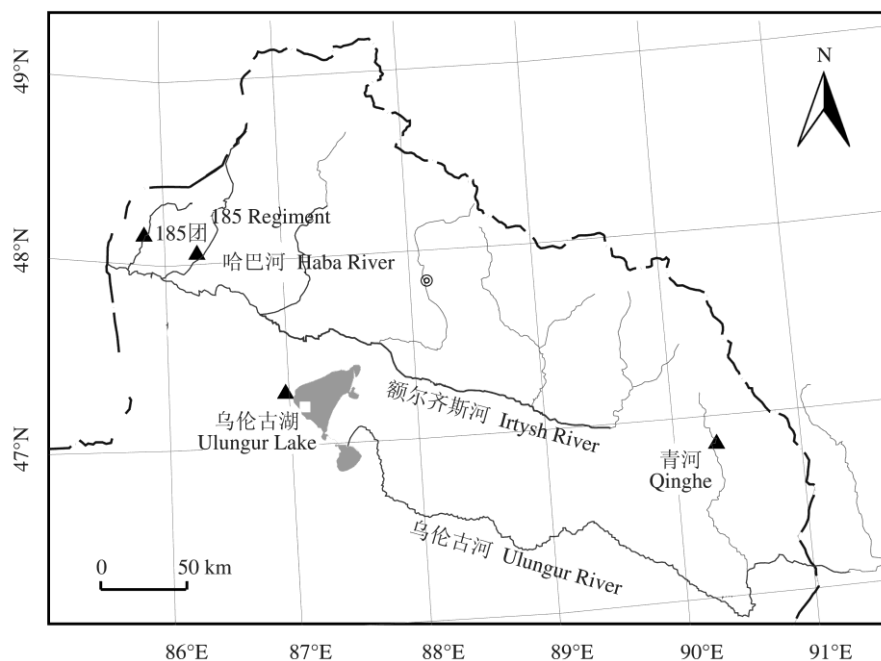 N
49°N
48°N
47°N
185 Regiment
185团
哈巴河 Haba River
额尔齐斯河 Irtysh River
乌伦古湖
Ulungur Lake
青河
Qinghe
乌伦古河 Ulungur River
0 50 km
86°E 87°E 88°E 89°E 90°E 91°E